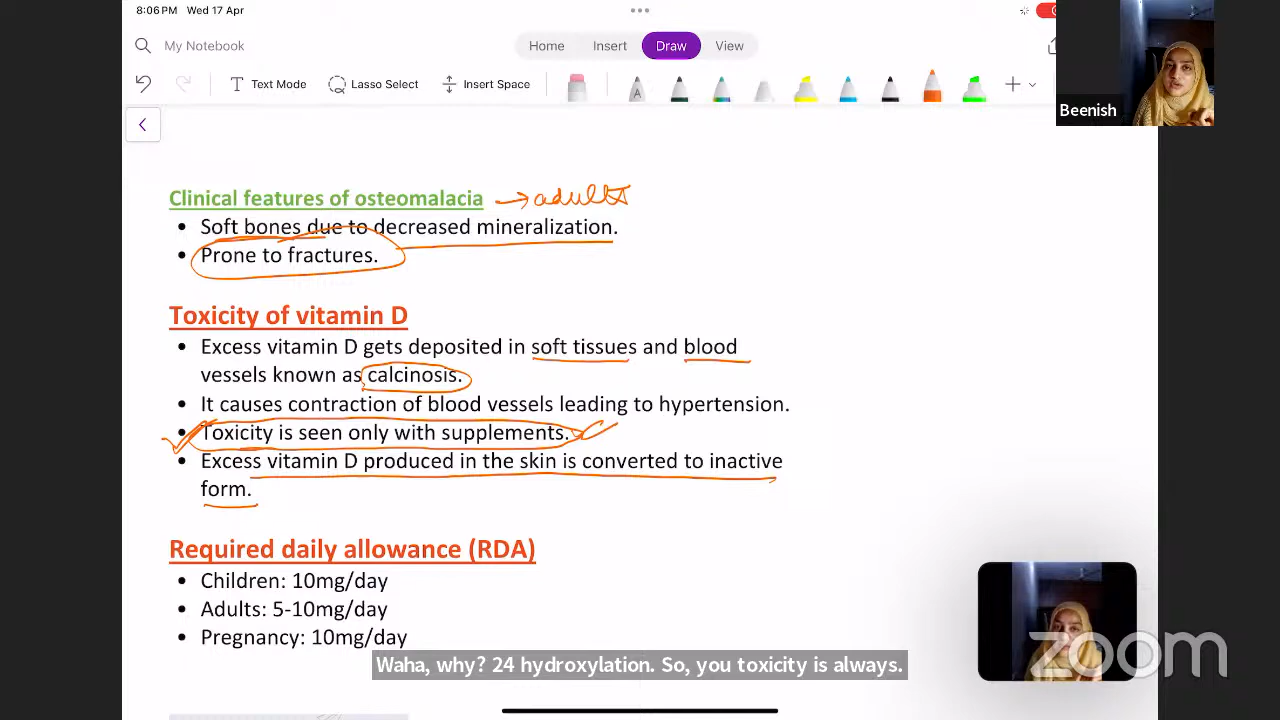 8:06 PM Wed 17 Apr
My Notebook
Home Insert Draw View
Text Mode Lasso Select Insert Space
A
Beenish
Clinical features of osteomalacia → adults
• Soft bones due to decreased mineralization.
• Prone to fractures.
Toxicity of vitamin D
• Excess vitamin D gets deposited in soft tissues and blood
vessels known as calcinosis.
• It causes contraction of blood vessels leading to hypertension.
• Toxicity is seen only with supplements.
• Excess vitamin D produced in the skin is converted to inactive
form.
Required daily allowance (RDA)
• Children: 10mg/day
• Adults: 5-10mg/day
• Pregnancy: 10mg/day
Waha, why? 24 hydroxylation. So, you toxicity is always.
zoom